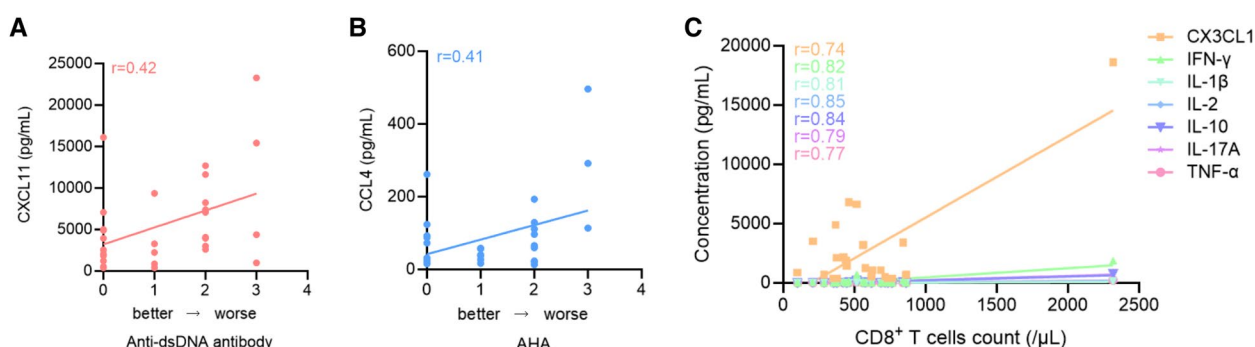 A
CXCL11 (pg/mL)
25000
20000
15000
10000
5000
0
r=0.42
0 1 2 3 4
better → worse
Anti-dsDNA antibody
B
CCL4 (pg/mL)
600
400
200
0
r=0.41
0 1 2 3 4
better → worse
AHA
C
Concentration (pg/mL)
20000
15000
10000
5000
0
r=0.74
r=0.82
r=0.81
r=0.85
r=0.84
r=0.79
r=0.77
0 500 1000 1500 2000 2500
CD8⁺ T cells count (/μL)
CX3CL1
IFN-γ
IL-1β
IL-2
IL-10
IL-17A
TNF-α